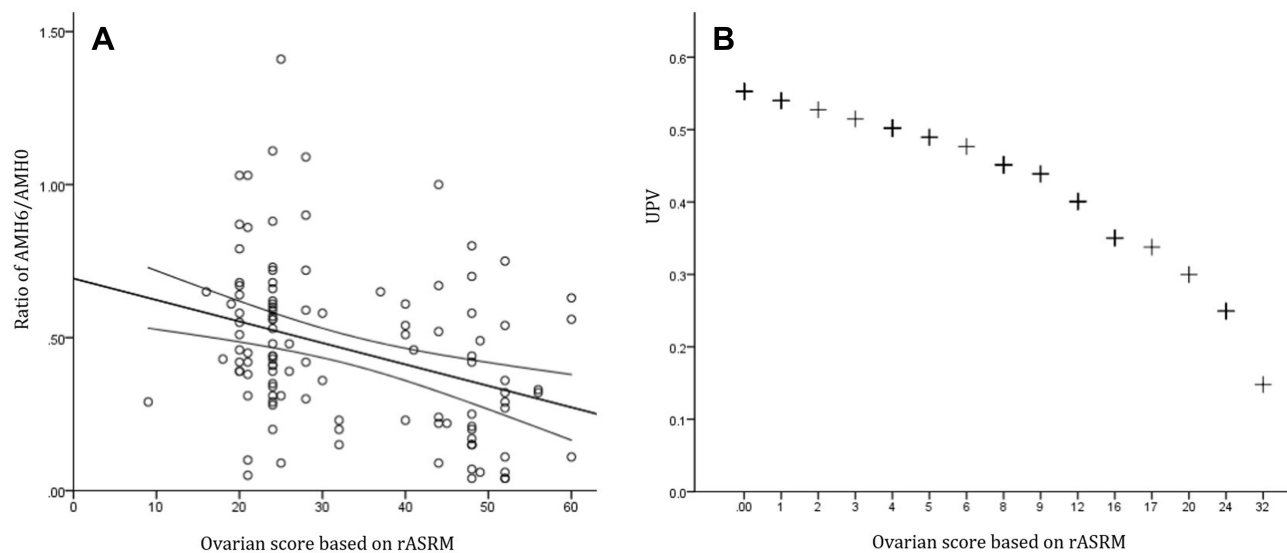 A
1.50
1.00
.50
.00
0 10 20 30 40 50 60
Ratio of AMH6/AMH0
Ovarian score based on rASRM
B
0.6
0.5
0.4
0.3
0.2
0.1
0.0
.00 1 2 3 4 5 6 8 9 12 16 17 20 24 32
UPV
Ovarian score based on rASRM